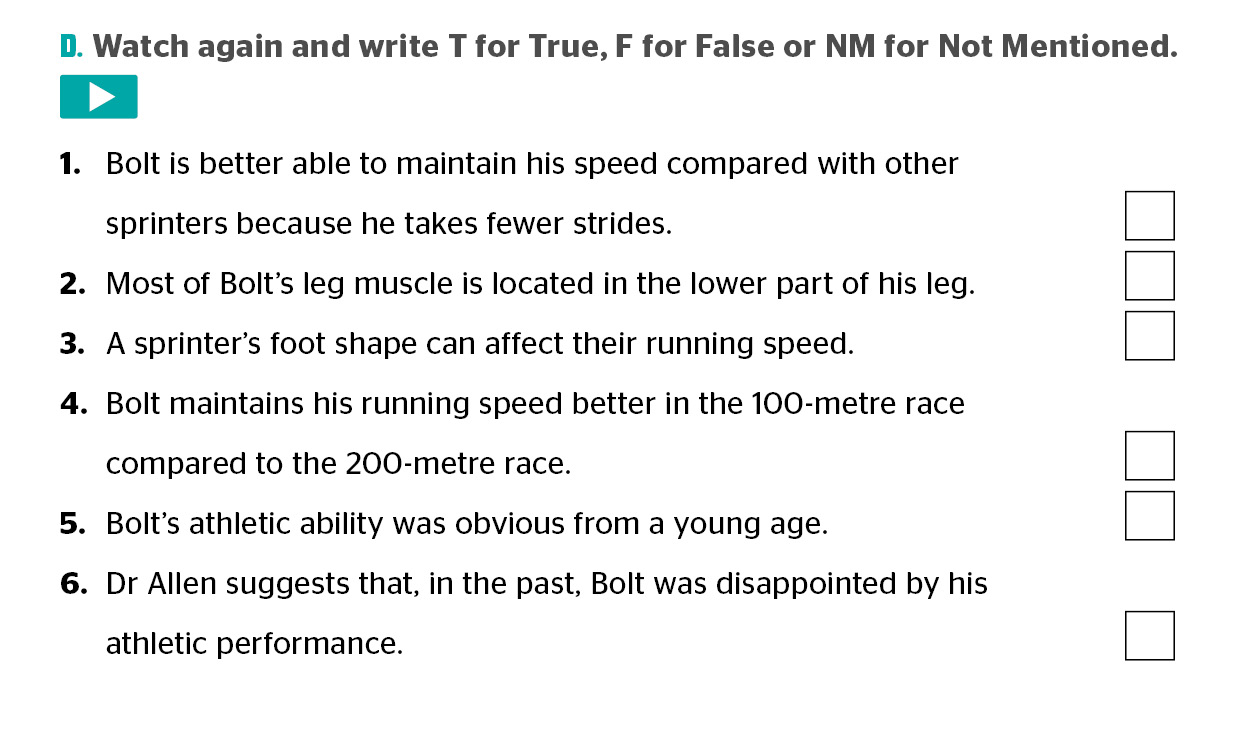 D. Watch again and write T for True, F for False or NM for Not Mentioned.
1. Bolt is better able to maintain his speed compared with other
sprinters because he takes fewer strides.
2. Most of Bolt’s leg muscle is located in the lower part of his leg.
3. A sprinter’s foot shape can affect their running speed.
4. Bolt maintains his running speed better in the 100-metre race
compared to the 200-metre race.
5. Bolt’s athletic ability was obvious from a young age.
6. Dr Allen suggests that, in the past, Bolt was disappointed by his
athletic performance.